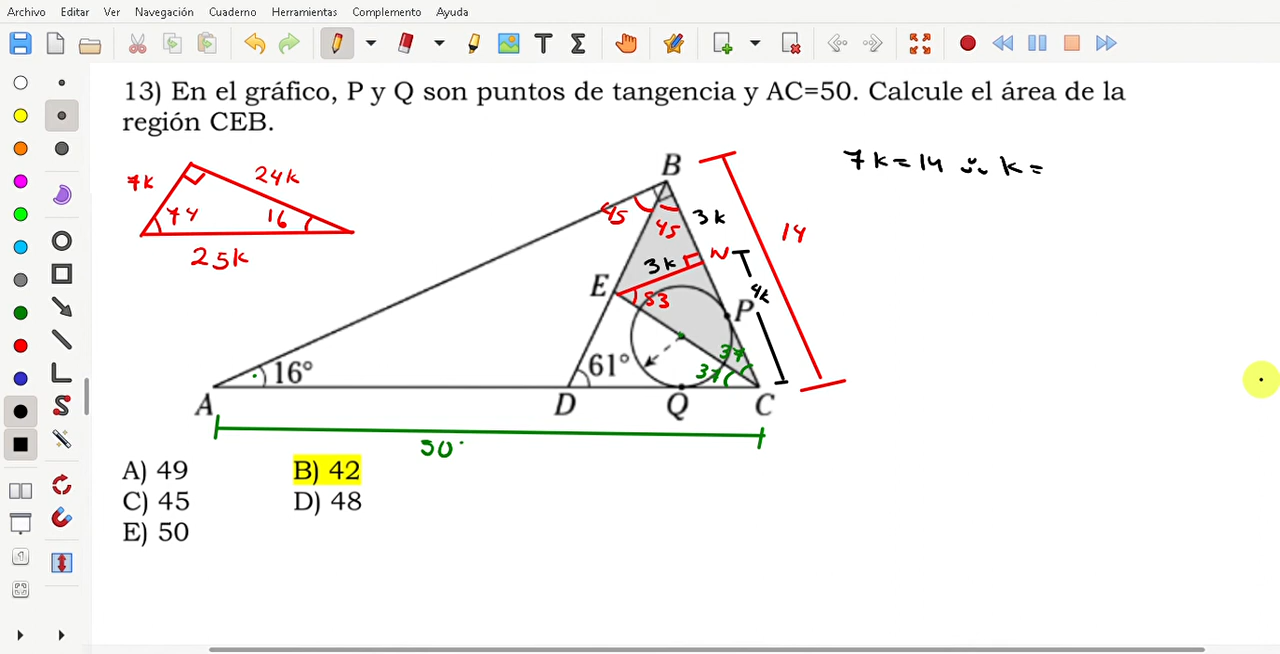 Archivo Editar Ver Navegación Cuaderno Herramientas Complemento Ayuda
13) En el gráfico, P y Q son puntos de tangencia y AC=50. Calcule el área de la
región CEB.
7k=14 ∴ k=
7k
24k
74
16
25k
B
45
45
3k
14
3k
N
E
53
4k
P
16°
61°
37
37
A
D
Q
C
50
A) 49
B) 42
C) 45
D) 48
E) 50